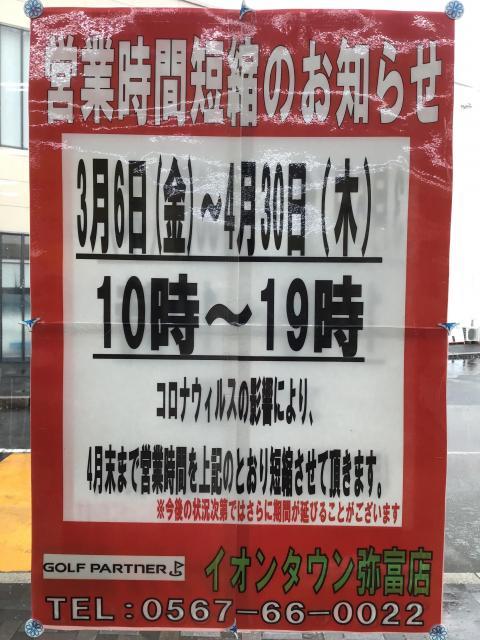 営業時間短縮のお知らせ
3月6日(金)~4月30日(木)
10時～19時
コロナウィルスの影響により、
4月末まで営業時間を上記のとおり短縮させて頂きます。
※今後の状況次第ではさらに期間が延びることがございます
GOLF PARTNER イオンタウン弥富店
TEL:0567-66-0022